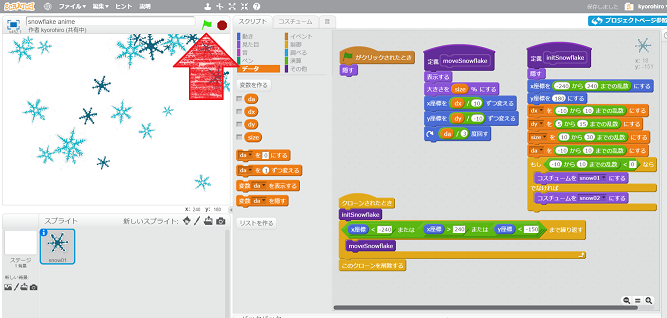 SCRATCH ファイル▼ 編集▼ ヒント 説明 保存しました kyorohiro▼
snowflake anime
作者 kyorohiro (共有中)
スクリプト コスチューム 音
プロジェクトページ参照
動き イベント
見た目 制御
音 調べる
ペン 演算
データ その他
変数を作る
da
dx
dy
size
da を 0 にする
da を 1 ずつ変える
変数 da を表示する
変数 da を隠す
リストを作る
がクリックされたとき
隠す
定義 moveSnowflake
表示する
大きさを size % にする
x座標を dx / 10 ずつ変える
y座標を dy / -10 ずつ変える
da / 3 度回す
定義 initSnowflake
隠す
x座標を -240 から 240 までの乱数 にする
y座標を 180 にする
dx を -10 から 10 までの乱数 にする
dy を 5 から 35 までの乱数 にする
size を 10 から 30 までの乱数 にする
da を -10 から 10 までの乱数 にする
もし -10 から 10 までの乱数 < 0 なら
コスチュームを snow01 にする
でなければ
コスチュームを snow02 にする
クローンされたとき
initSnowflake
x座標 < -240 または x座標 > 240 または y座標 < -150 まで繰り返す
moveSnowflake
このクローンを削除する
x: 240 y: 180
スプライト 新しいスプライト:
ステージ
1 背景
新しい背景
snow01